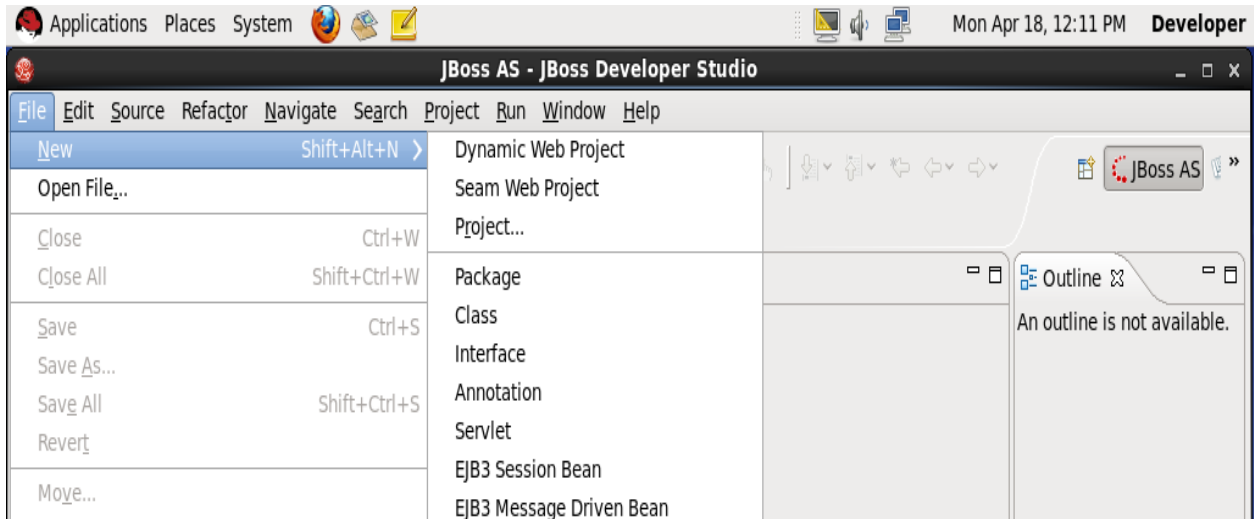 Applications Places System Mon Apr 18, 12:11 PM Developer
JBoss AS - JBoss Developer Studio
File Edit Source Refactor Navigate Search Project Run Window Help
New Shift+Alt+N
Open File...
Close Ctrl+W
Close All Shift+Ctrl+W
Save Ctrl+S
Save As...
Save All Shift+Ctrl+S
Revert
Move...
Dynamic Web Project
Seam Web Project
Project...
Package
Class
Interface
Annotation
Servlet
EJB3 Session Bean
EJB3 Message Driven Bean
JBoss AS »
Outline
An outline is not available.